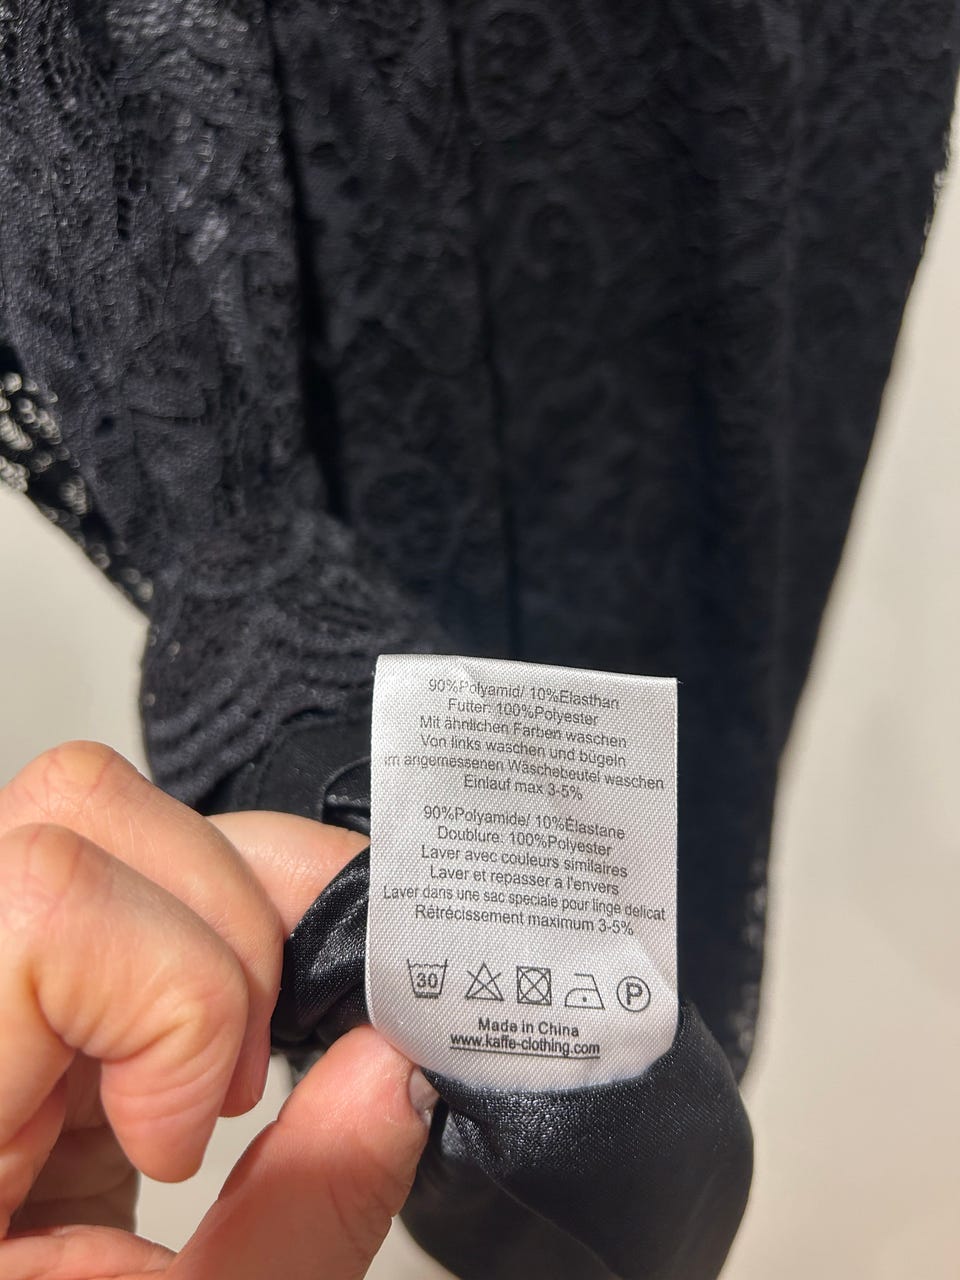 90%Polyamid/ 10%Elasthan
Futter: 100%Polyester
Mit ähnlichen Farben waschen
Von links waschen und bügeln
im angemessenen Wäschebeutel waschen
Einlauf max 3-5%
90%Polyamide/ 10%Élastane
Doublure: 100%Polyester
Laver avec couleurs similaires
Laver et repasser à l'envers
Laver dans une sac speciale pour linge delicat
Rétrécissement maximum 3-5%
30
P
Made in China
www.kaffe-clothing.com